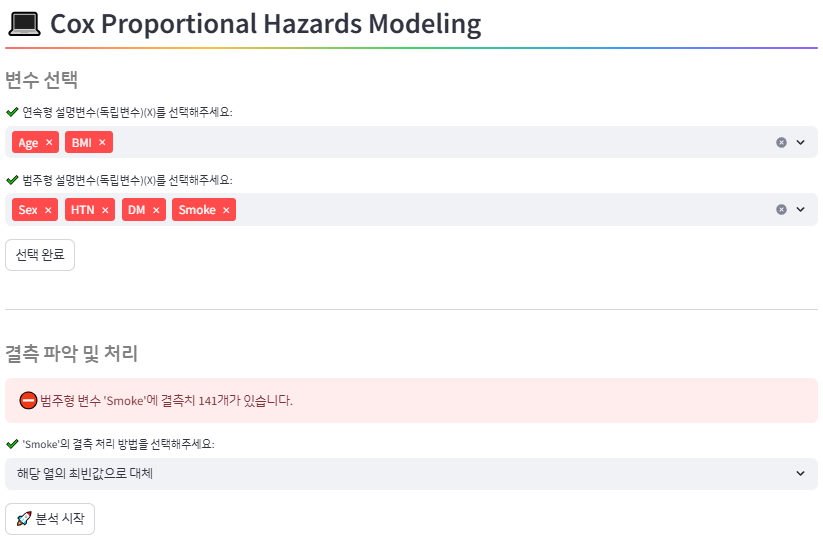 Cox Proportional Hazards Modeling
변수 선택
연속형 설명변수(독립변수)(X)를 선택해주세요:
Age × BMI ×
범주형 설명변수(독립변수)(X)를 선택해주세요:
Sex × HTN × DM × Smoke ×
선택 완료
결측 파악 및 처리
범주형 변수 'Smoke'에 결측치 141개가 있습니다.
'Smoke'의 결측 처리 방법을 선택해주세요:
해당 열의 최빈값으로 대체
분석 시작